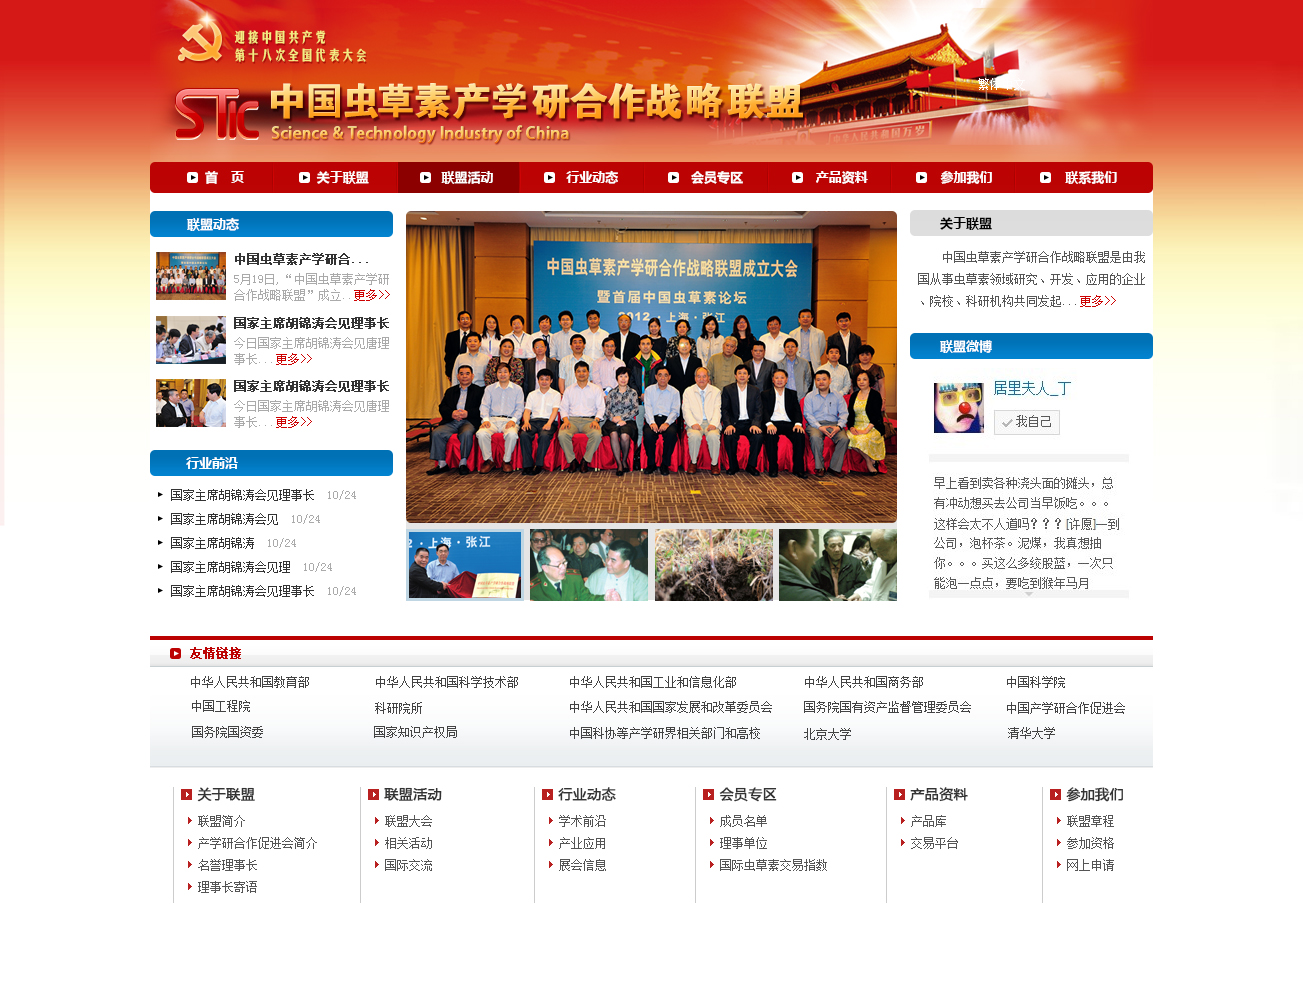 迎接中国共产党
第十八次全国代表大会
STIC
中国虫草素产学研合作战略联盟
Science & Technology Industry of China
首 页 关于联盟 联盟活动 行业动态 会员专区 产品资料 参加我们 联系我们
联盟动态
中国虫草素产学研合...
5月19日,“中国虫草素产学研
合作战略联盟”成立..更多>>
国家主席胡锦涛会见理事长
今日国家主席胡锦涛会见唐理
事长...更多>>
国家主席胡锦涛会见理事长
今日国家主席胡锦涛会见唐理
事长...更多>>
行业前沿
国家主席胡锦涛会见理事长 10/24
国家主席胡锦涛会见 10/24
国家主席胡锦涛 10/24
国家主席胡锦涛会见理 10/24
国家主席胡锦涛会见理事长 10/24
中国虫草素产学研合作战略联盟成立大会
暨首届中国虫草素论坛
2012·上海·张江
2·上海·张江
关于联盟
中国虫草素产学研合作战略联盟是由我
国从事虫草素领域研究、开发、应用的企业
、院校、科研机构共同发起...更多>>
联盟微博
居里夫人_丁
我自己
早上看到卖各种浇头面的摊头，总
有冲动想买去公司当早饭吃。。。
这样会太不人道吗？？？[许愿]一到
公司，泡杯茶。泥煤，我真想抽
你。。。买这么多绞股蓝，一次只
能泡一点点，要吃到猴年马月
友情链接
中华人民共和国教育部 中华人民共和国科学技术部 中华人民共和国工业和信息化部 中华人民共和国商务部 中国科学院
中国工程院 科研院所 中华人民共和国国家发展和改革委员会 国务院国有资产监督管理委员会 中国产学研合作促进会
国务院国资委 国家知识产权局 中国科协等产学研界相关部门和高校 北京大学 清华大学
关于联盟
联盟简介
产学研合作促进会简介
名誉理事长
理事长寄语
联盟活动
联盟大会
相关活动
国际交流
行业动态
学术前沿
产业应用
展会信息
会员专区
成员名单
理事单位
国际虫草素交易指数
产品资料
产品库
交易平台
参加我们
联盟章程
参加资格
网上申请